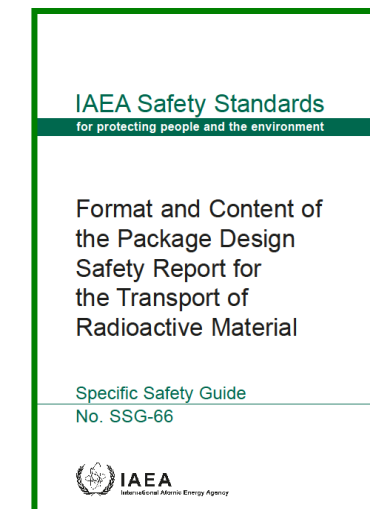 IAEA Safety Standards
for protecting people and the environment
Format and Content of
the Package Design
Safety Report for
the Transport of
Radioactive Material
Specific Safety Guide
No. SSG-66
IAEA
International Atomic Energy Agency